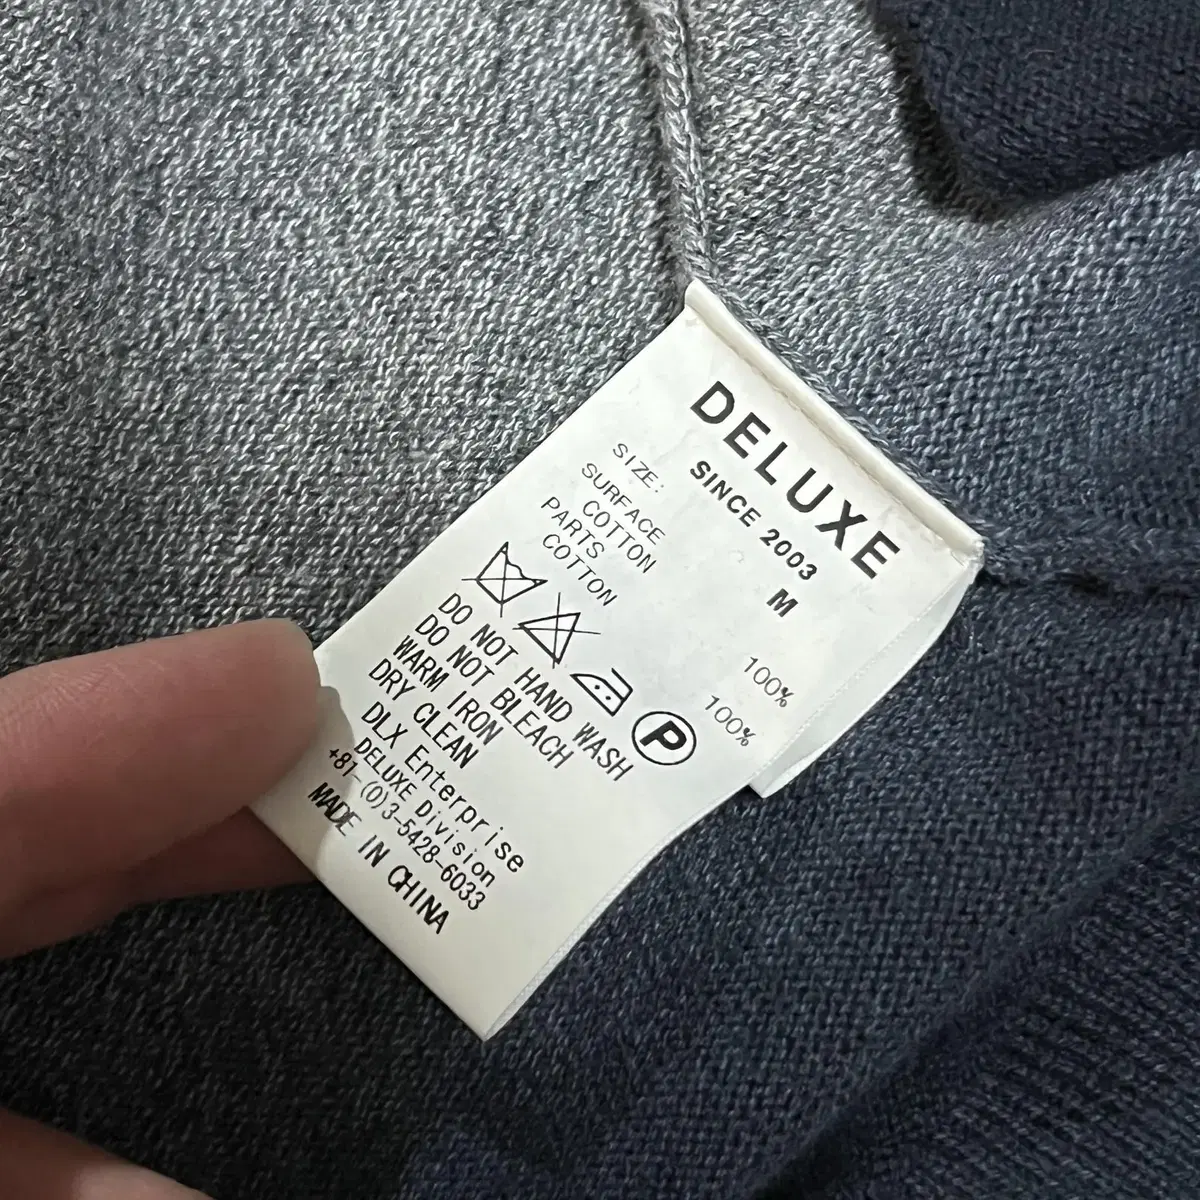 DELUXE
SINCE 2003
SIZE: M
SURFACE
COTTON 100%
PARTS
COTTON 100%
P
DO NOT HAND WASH
DO NOT BLEACH
WARM IRON
DRY CLEAN
DLX Enterprise
DELUXE Division
+81-(0)3-5428-6033
MADE IN CHINA